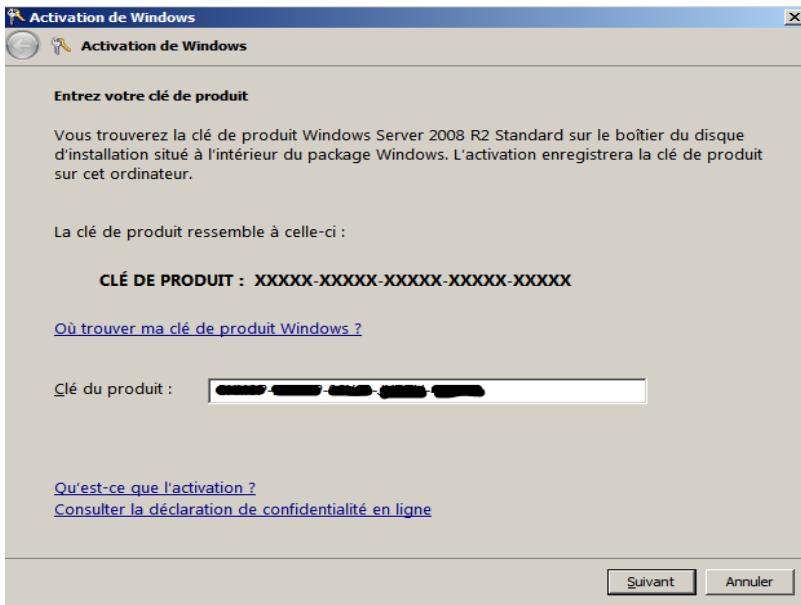 Activation de Windows
Activation de Windows
Entrez votre clé de produit
Vous trouverez la clé de produit Windows Server 2008 R2 Standard sur le boîtier du disque
d'installation situé à l'intérieur du package Windows. L'activation enregistrera la clé de produit
sur cet ordinateur.
La clé de produit ressemble à celle-ci :
CLÉ DE PRODUIT : XXXXX-XXXXX-XXXXX-XXXXX-XXXXX
Où trouver ma clé de produit Windows ?
Clé du produit :
Qu'est-ce que l'activation ?
Consulter la déclaration de confidentialité en ligne
Suivant Annuler